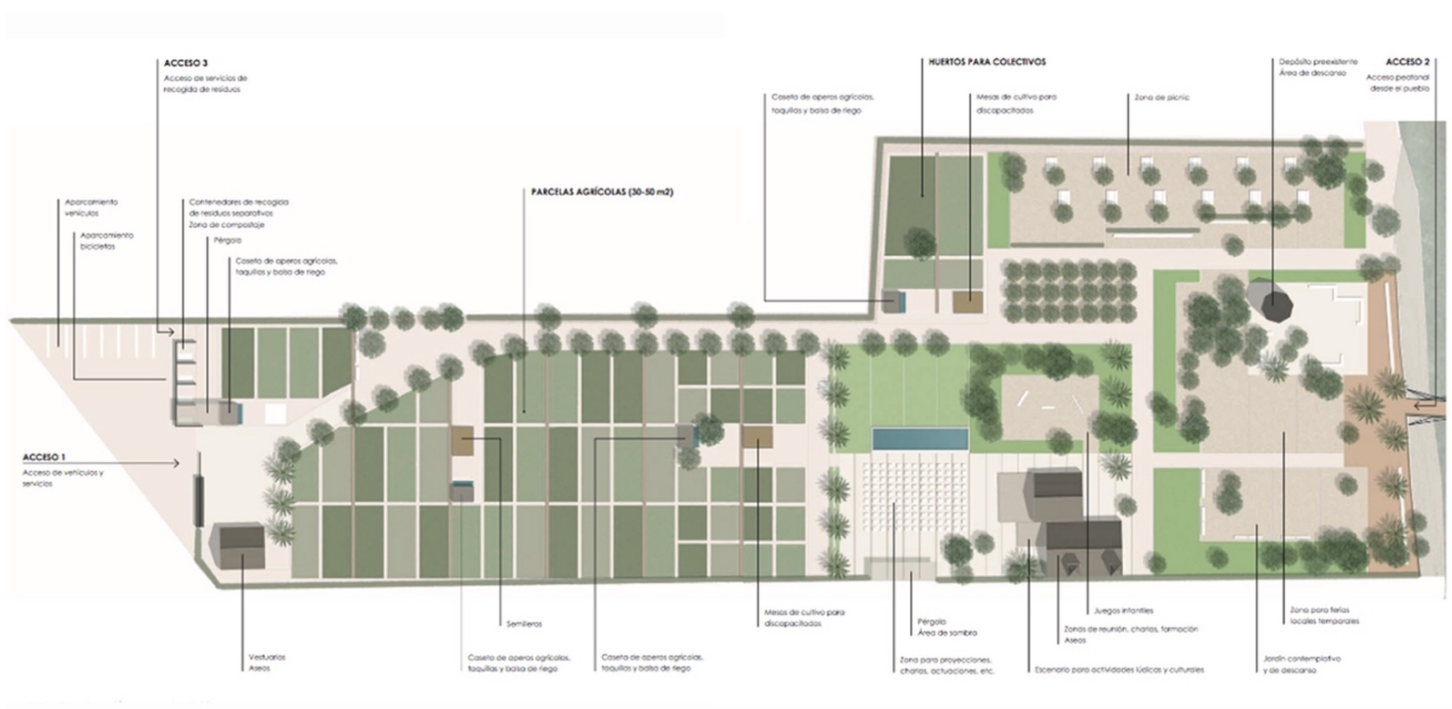 ACCESO 3
Acceso de servicios de
recogida de residuos
HUERTOS PARA COLECTIVOS
Depósito preexistente
Área de descanso
ACCESO 2
Acceso peatonal
desde el pueblo
Caseta de aperos agrícolas,
taquillas y balsa de riego
Mesas de cultivo para
discapacitados
Zona de picnic
PARCELAS AGRÍCOLAS (30-50 m2)
Aparcamiento
vehículos
Aparcamiento
bicicletas
Contenedores de recogida
de residuos separativos
Zona de compostaje
Pérgola
Caseta de aperos agrícolas,
taquillas y balsa de riego
ACCESO 1
Acceso de vehículos y
servicios
Vestuarios
Aseos
Semilleros
Caseta de aperos agrícolas,
taquillas y balsa de riego
Caseta de aperos agrícolas,
taquillas y balsa de riego
Mesas de cultivo para
discapacitados
Pérgola
Área de sombra
Zona para proyecciones,
charlas, actuaciones, etc.
Juegos infantiles
Zonas de reunión, charlas, formación
Aseos
Escenario para actividades lúdicas y culturales
Zona para ferias
locales temporales
Jardín contemplativo
y de descanso